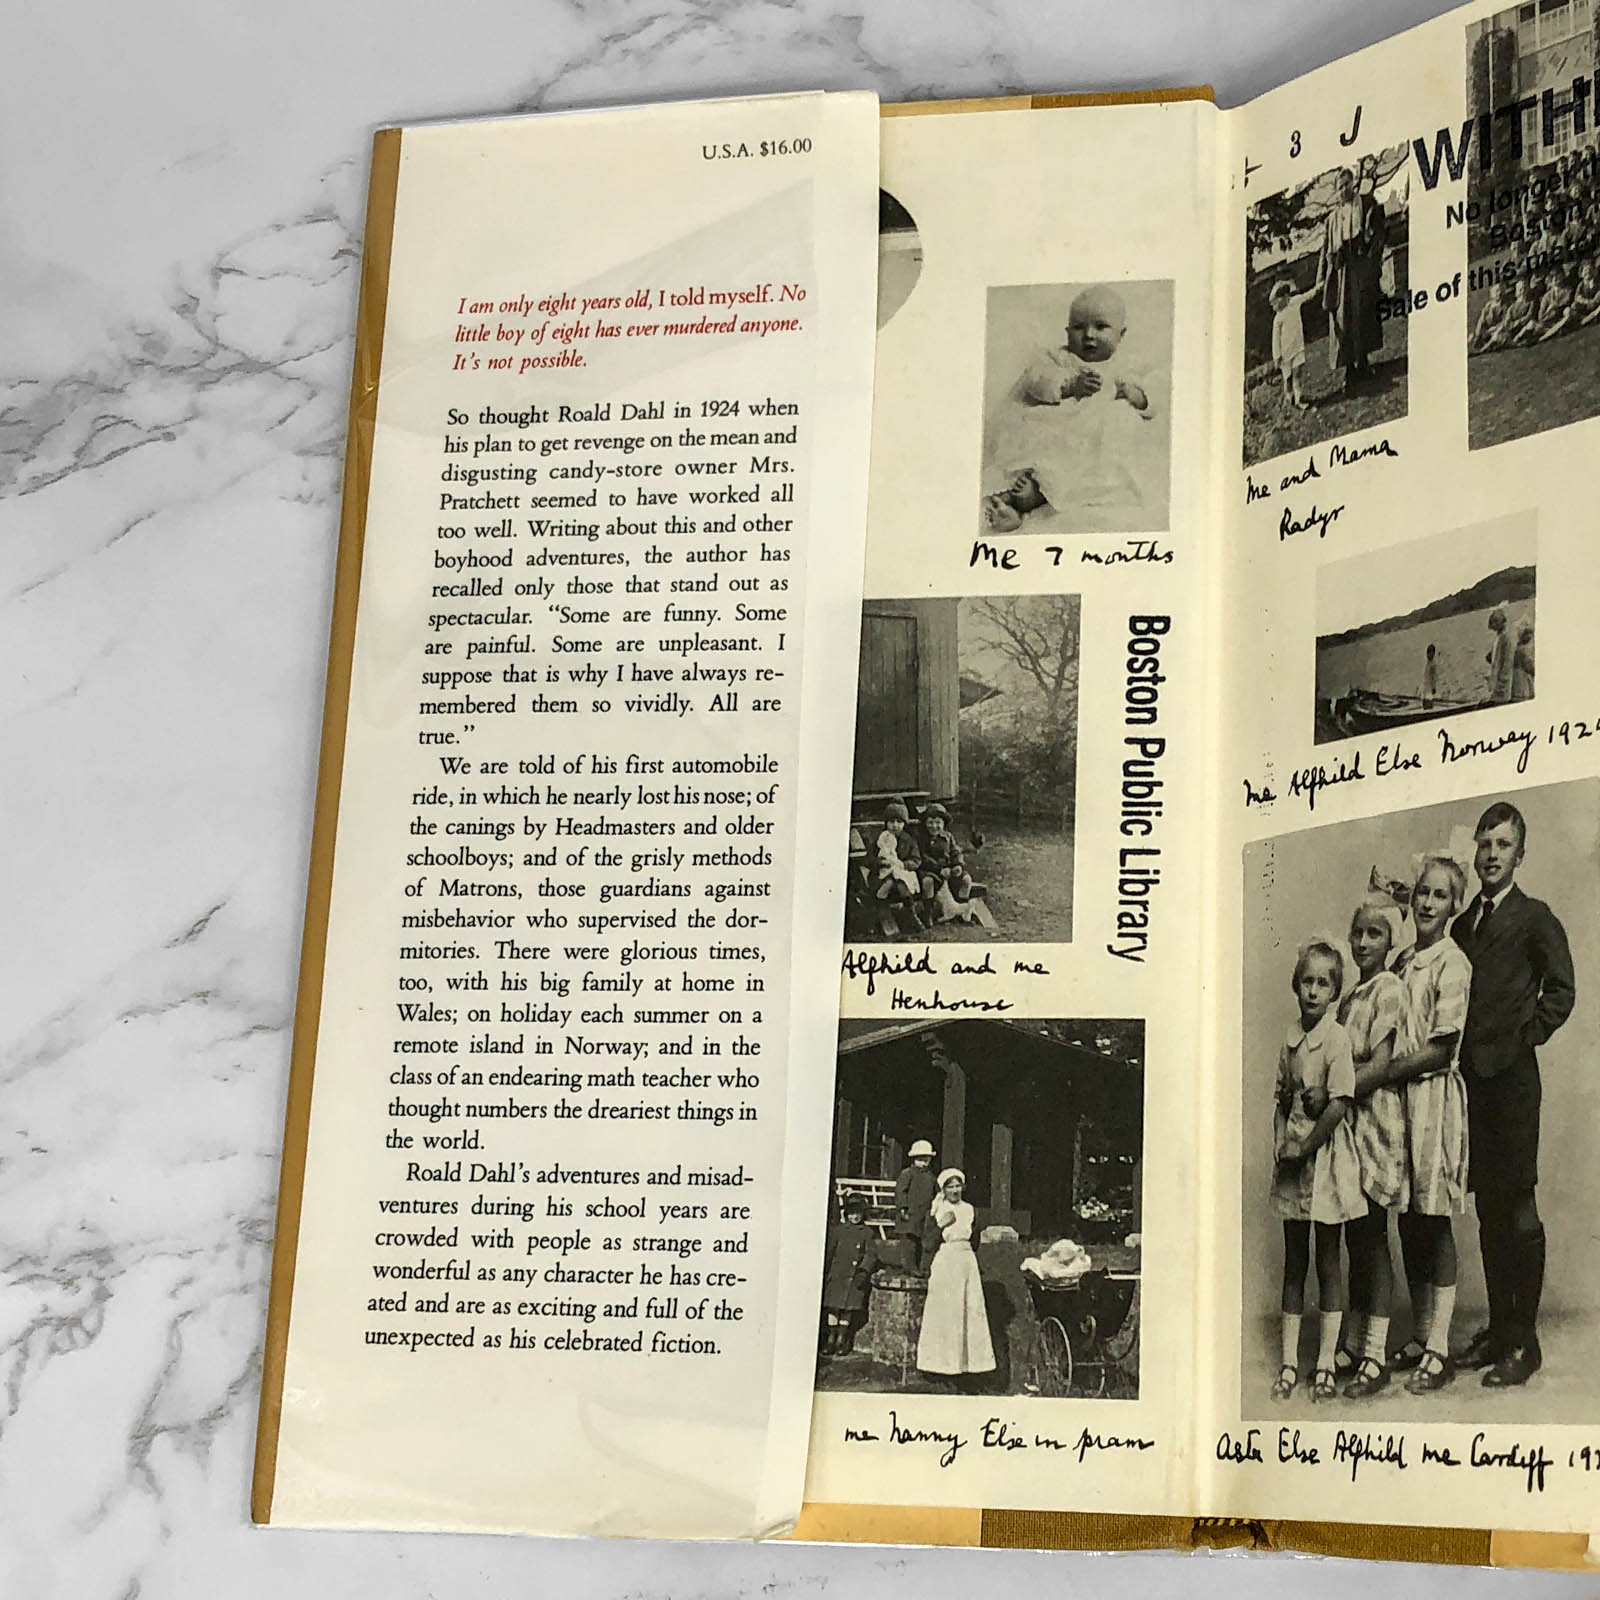 U.S.A. $16.00
I am only eight years old, I told myself. No
little boy of eight has ever murdered anyone.
It's not possible.
So thought Roald Dahl in 1924 when
his plan to get revenge on the mean and
disgusting candy-store owner Mrs.
Pratchett seemed to have worked all
too well. Writing about this and other
boyhood adventures, the author has
recalled only those that stand out as
spectacular. “Some are funny. Some
are painful. Some are unpleasant. I
suppose that is why I have always re-
membered them so vividly. All are
true.”
We are told of his first automobile
ride, in which he nearly lost his nose; of
the canings by Headmasters and older
schoolboys; and of the grisly methods
of Matrons, those guardians against
misbehavior who supervised the dor-
mitories. There were glorious times,
too, with his big family at home in
Wales; on holiday each summer on a
remote island in Norway; and in the
class of an endearing math teacher who
thought numbers the dreariest things in
the world.
Roald Dahl's adventures and misad-
ventures during his school years are
crowded with people as strange and
wonderful as any character he has cre-
ated and are as exciting and full of the
unexpected as his celebrated fiction.
Me 7 months
Boston Public Library
Alfhild and me
Henhouse
me Nanny Else in pram
3 J
WITH
No longer
Boston
Sale of this
Me and Mama
Radyr
Me Alfhild Else Norway 192
Asta Else Alfhild me Cardiff 19